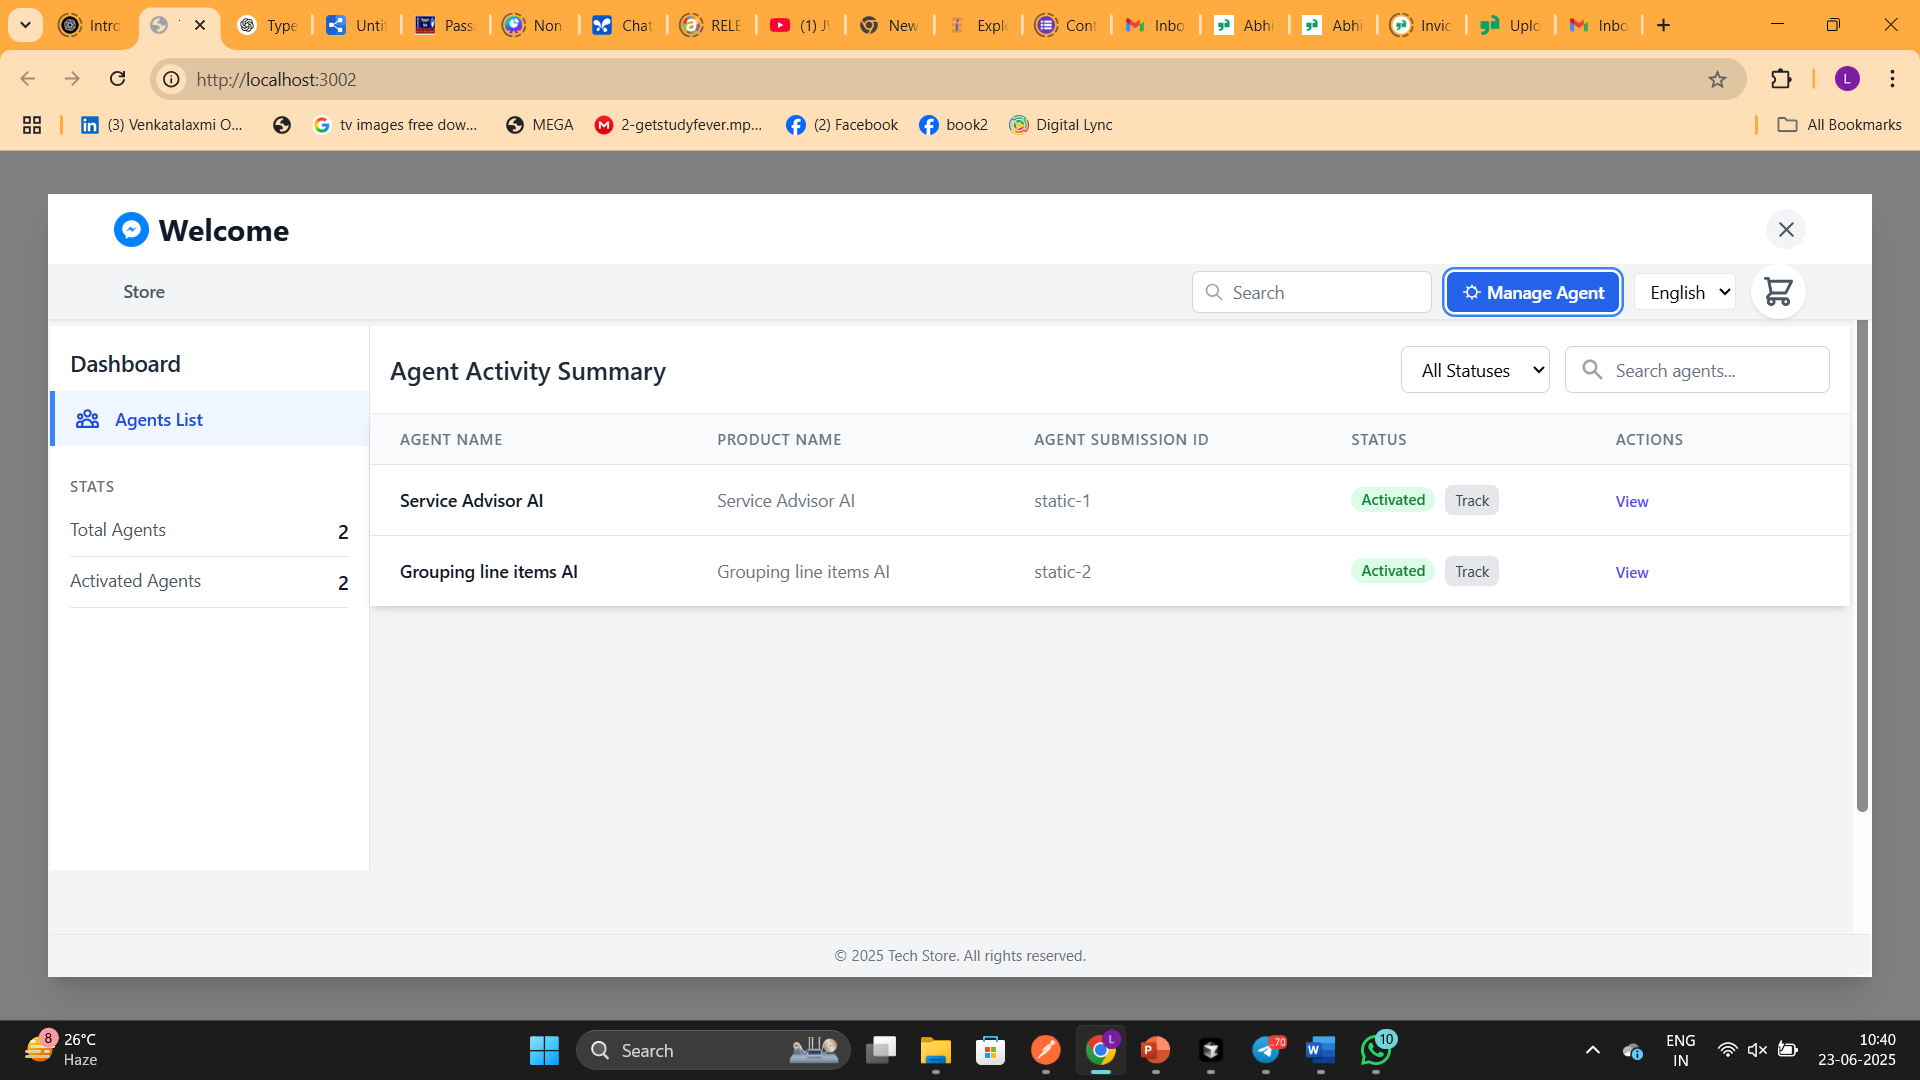 Intro
Type
Untit
Pass
Non
Chat
RELE
(1) J
New
Explo
Cont
Inbo
Abhi
Abhi
Invic
Uplo
Inbo
http://localhost:3002
L
(3) Venkatalaxmi O...
tv images free dow...
MEGA
2-getstudyfever.mp...
(2) Facebook
book2
Digital Lync
All Bookmarks
Welcome
Store
Search
Manage Agent
English
Dashboard
Agents List
STATS
Total Agents 2
Activated Agents 2
Agent Activity Summary
All Statuses
Search agents...
AGENT NAME PRODUCT NAME AGENT SUBMISSION ID STATUS ACTIONS
Service Advisor AI Service Advisor AI static-1 Activated Track View
Grouping line items AI Grouping line items AI static-2 Activated Track View
© 2025 Tech Store. All rights reserved.
8
26°C
Haze
Search
L
70
10
ENG
IN
10:40
23-06-2025